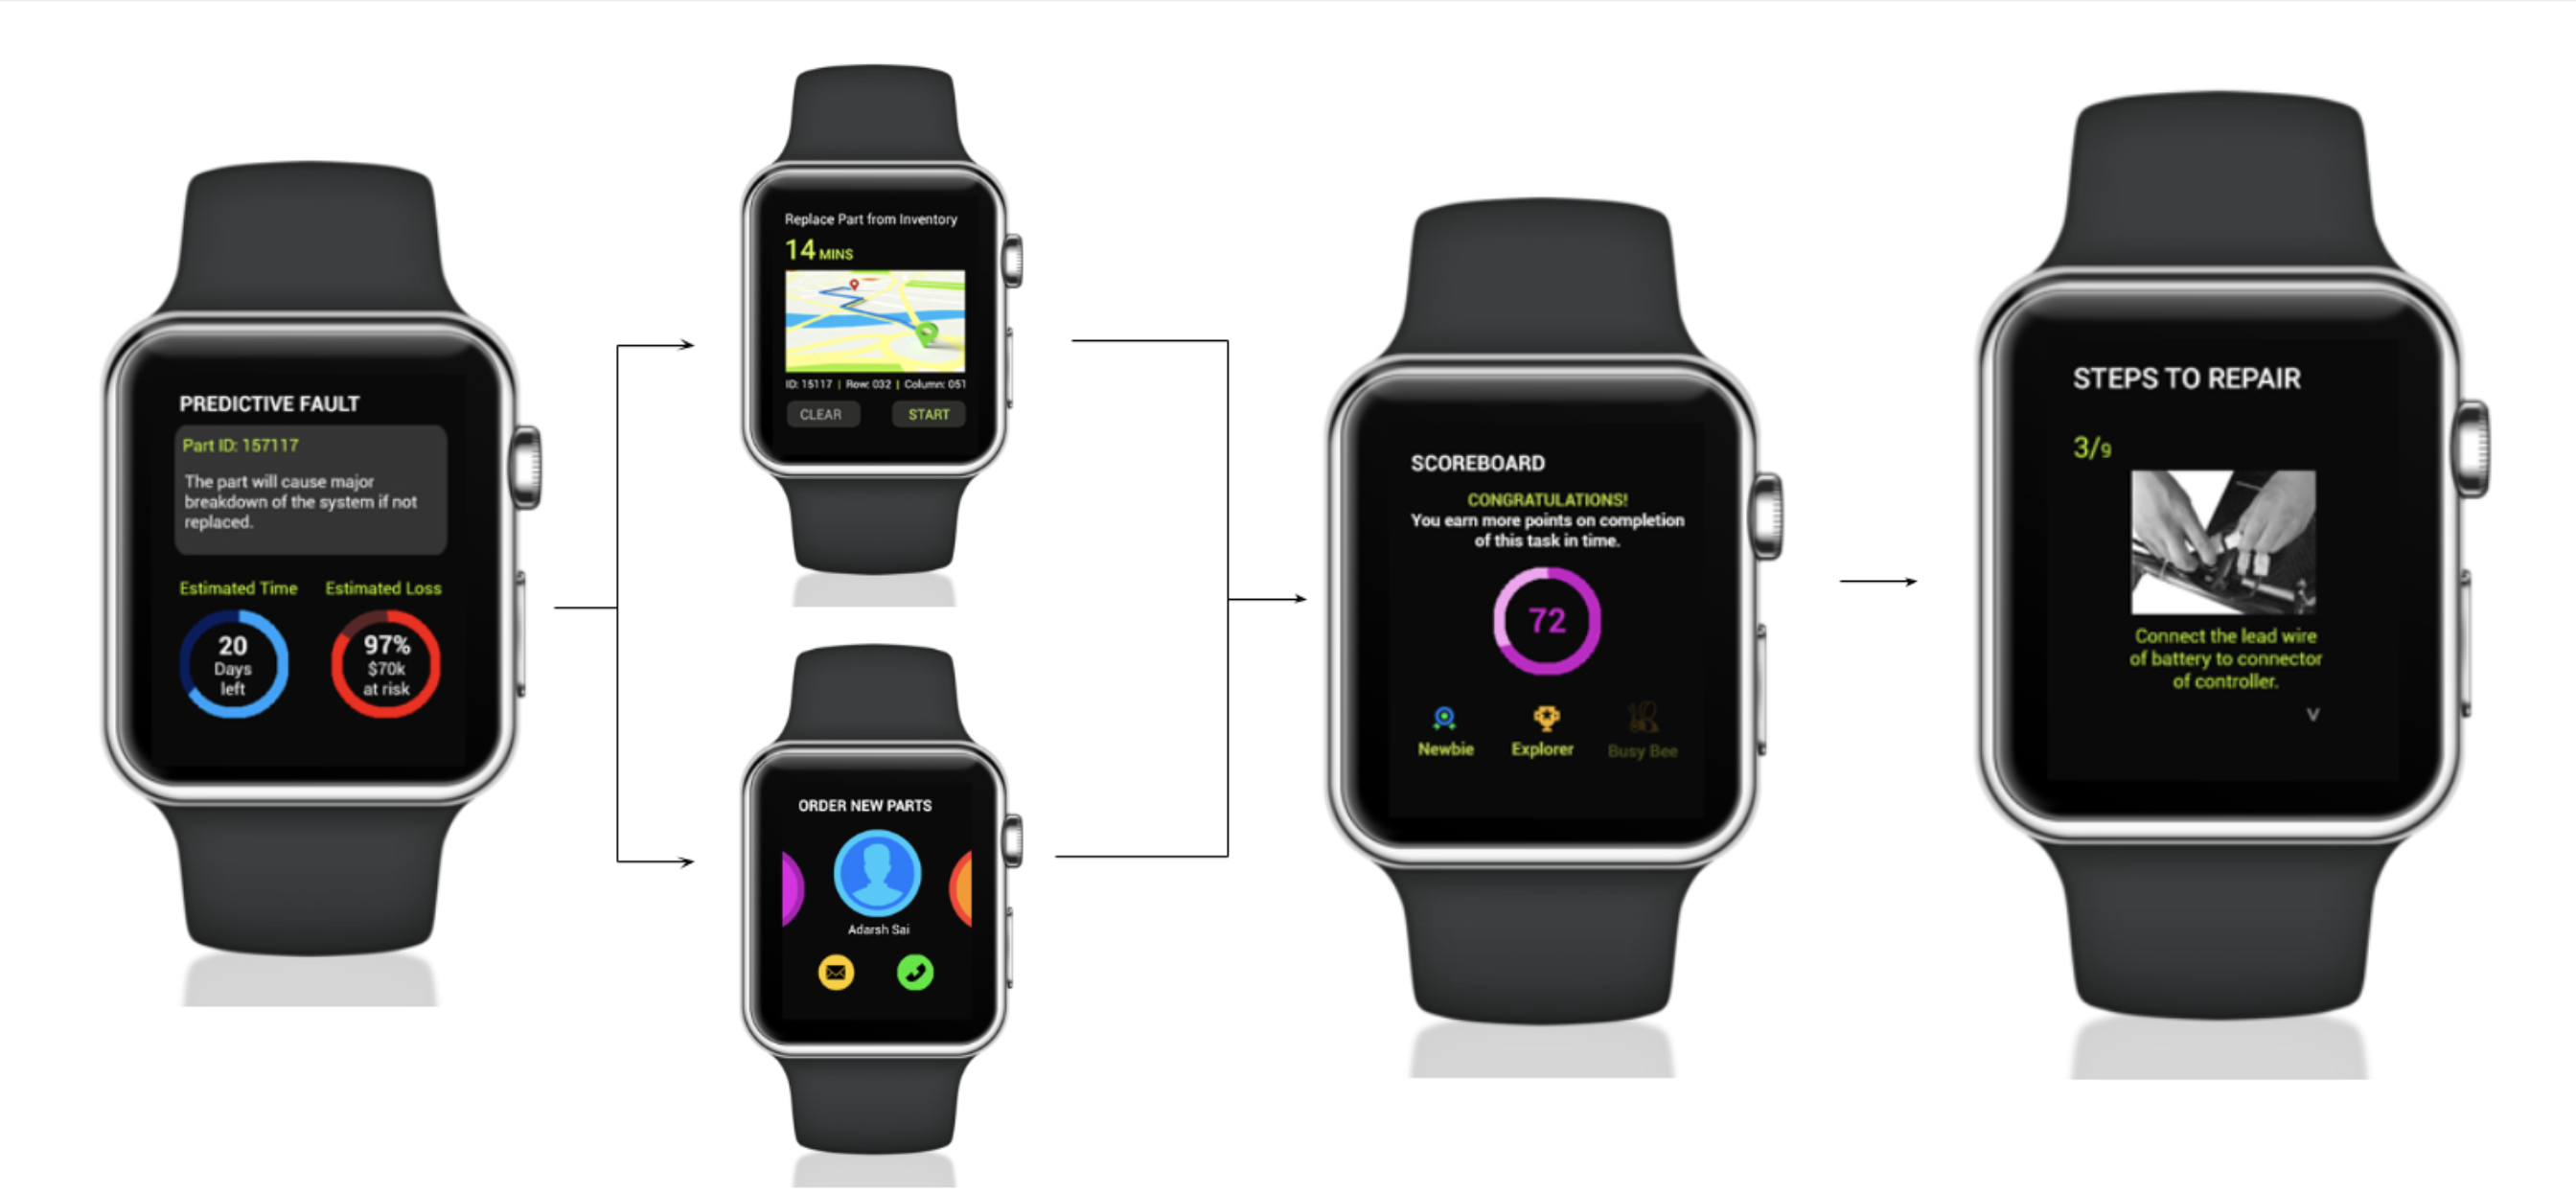 PREDICTIVE FAULT
Part ID: 157117
The part will cause major
breakdown of the system if not
replaced.
Estimated Time
Estimated Loss
20
Days
left
97%
$70k
at risk
Replace Part from Inventory
14 MINS
ID: 15117 | Row: 032 | Column: 051
CLEAR
START
ORDER NEW PARTS
Adarsh Sai
SCOREBOARD
CONGRATULATIONS!
You earn more points on completion
of this task in time.
72
Newbie
Explorer
Busy Bee
STEPS TO REPAIR
3/9
Connect the lead wire
of battery to connector
of controller.